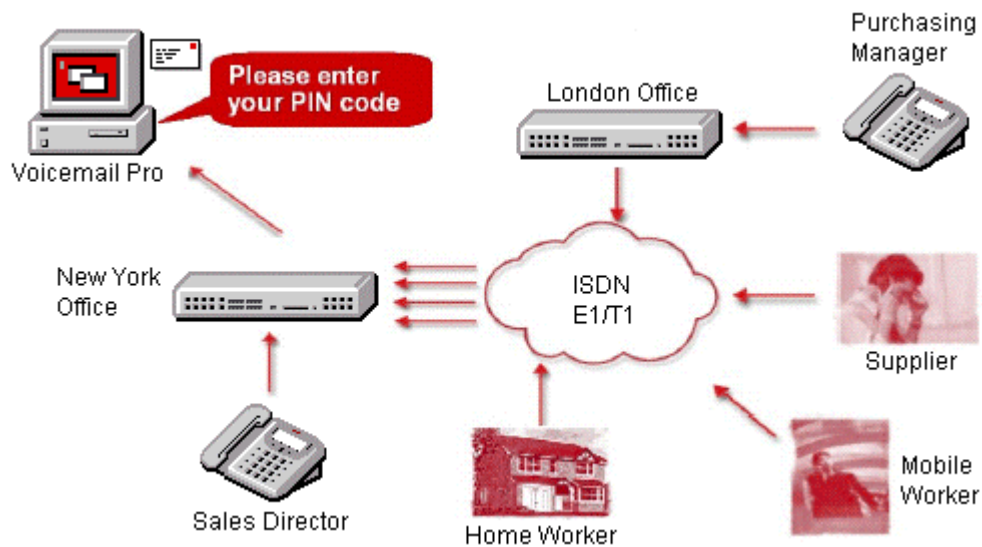 Purchasing
Manager
Please enter
your PIN code
London Office
Voicemail Pro
New York
Office
ISDN
E1/T1
Supplier
Mobile
Worker
Sales Director
Home Worker